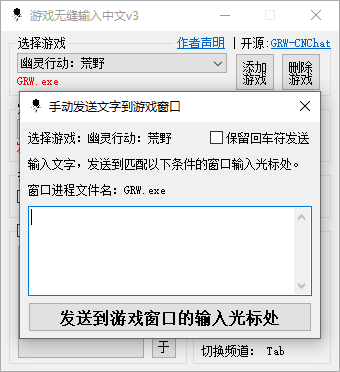 游戏无缝输入中文v3
选择游戏
作者声明 | 开源:GRW-CNChat
幽灵行动: 荒野
添加
游戏
删除
游戏
GRW.exe
手动发送文字到游戏窗口
选择游戏: 幽灵行动: 荒野
保留回车符发送
输入文字，发送到匹配以下条件的窗口输入光标处。
窗口进程文件名: GRW.exe
发送到游戏窗口的输入光标处
于
切换频道: Tab